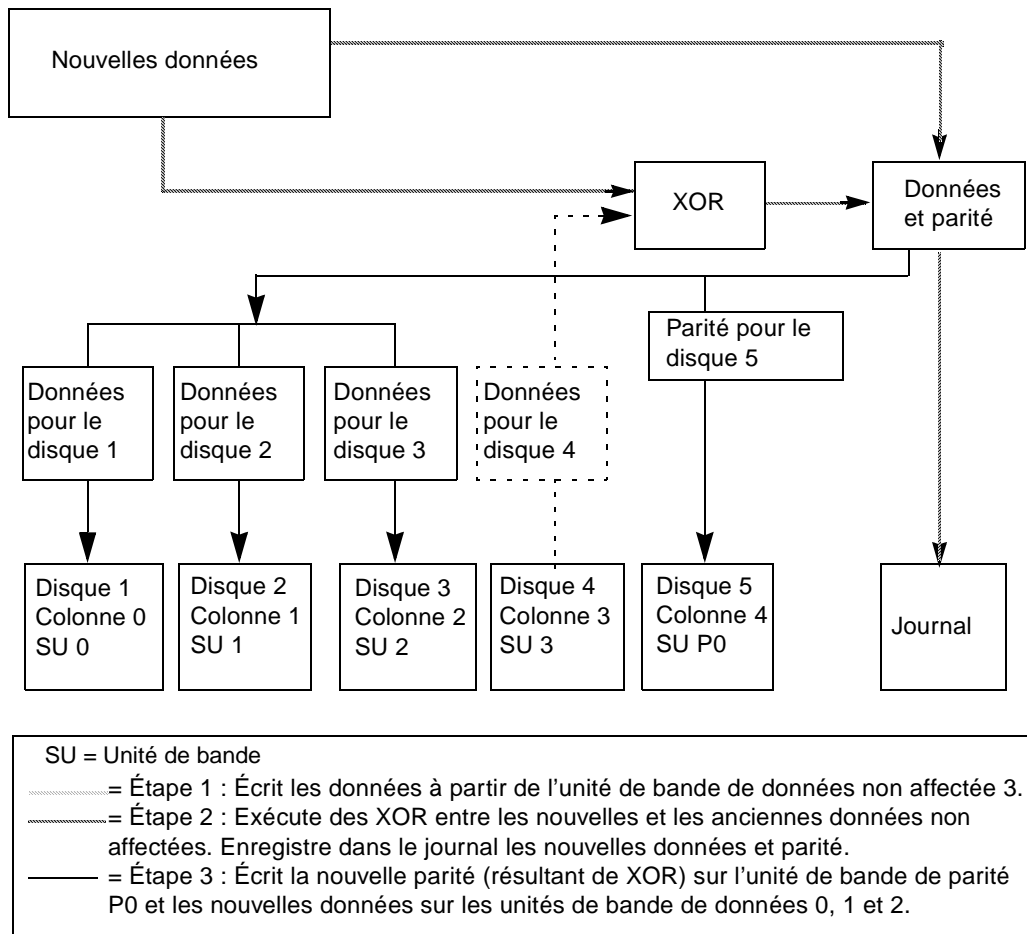 Nouvelles données
XOR
Données
et parité
Parité pour le
disque 5
Données
pour le
disque 1
Données
pour le
disque 2
Données
pour le
disque 3
Données
pour le
disque 4
Disque 1
Colonne 0
SU 0
Disque 2
Colonne 1
SU 1
Disque 3
Colonne 2
SU 2
Disque 4
Colonne 3
SU 3
Disque 5
Colonne 4
SU P0
Journal
SU = Unité de bande
= Étape 1 : Écrit les données à partir de l’unité de bande de données non affectée 3.
= Étape 2 : Exécute des XOR entre les nouvelles et les anciennes données non
affectées. Enregistre dans le journal les nouvelles données et parité.
= Étape 3 : Écrit la nouvelle parité (résultant de XOR) sur l’unité de bande de parité
P0 et les nouvelles données sur les unités de bande de données 0, 1 et 2.